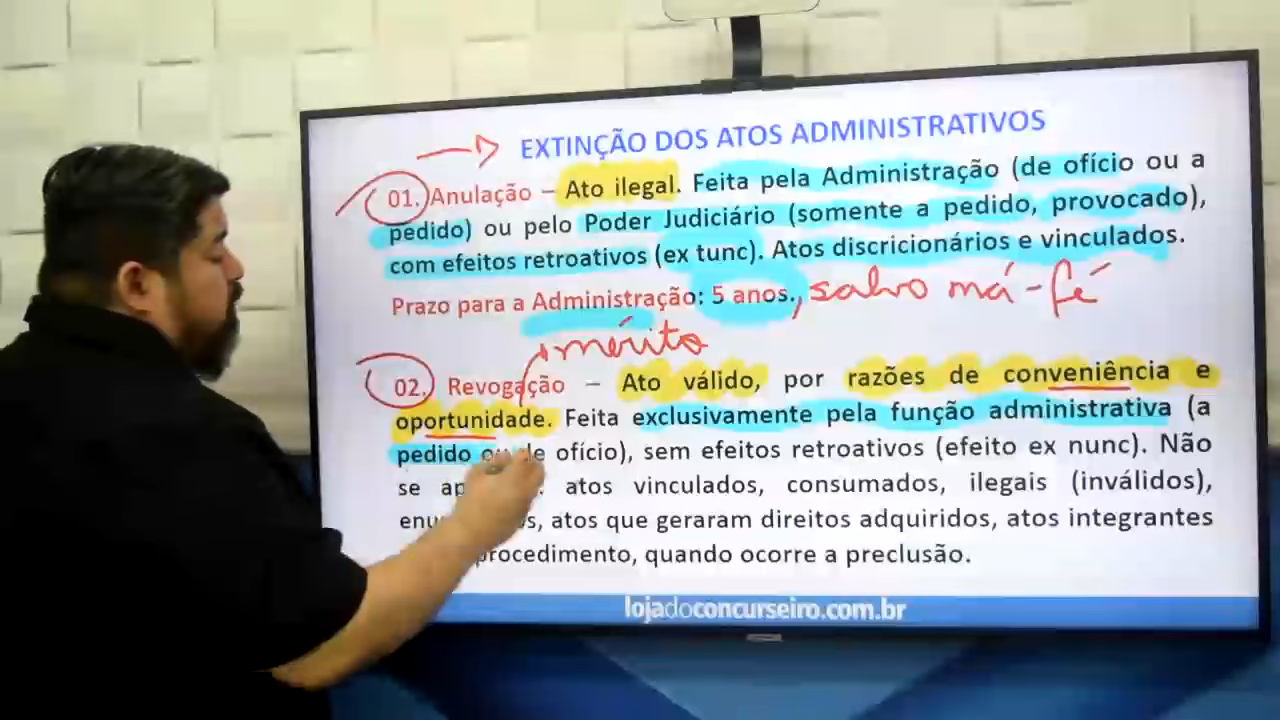 EXTINÇÃO DOS ATOS ADMINISTRATIVOS
01. Anulação – Ato ilegal. Feita pela Administração (de ofício ou a
pedido) ou pelo Poder Judiciário (somente a pedido, provocado),
com efeitos retroativos (ex tunc). Atos discricionários e vinculados.
Prazo para a Administração: 5 anos., salvo má-fé
mérito
02. Revogação – Ato válido, por razões de conveniência e
oportunidade. Feita exclusivamente pela função administrativa (a
pedido ou de ofício), sem efeitos retroativos (efeito ex nunc). Não
se atos vinculados, consumados, ilegais (inválidos),
atos que geraram direitos adquiridos, atos integrantes
procedimento, quando ocorre a preclusão.
lojadoconcurseiro.com.br